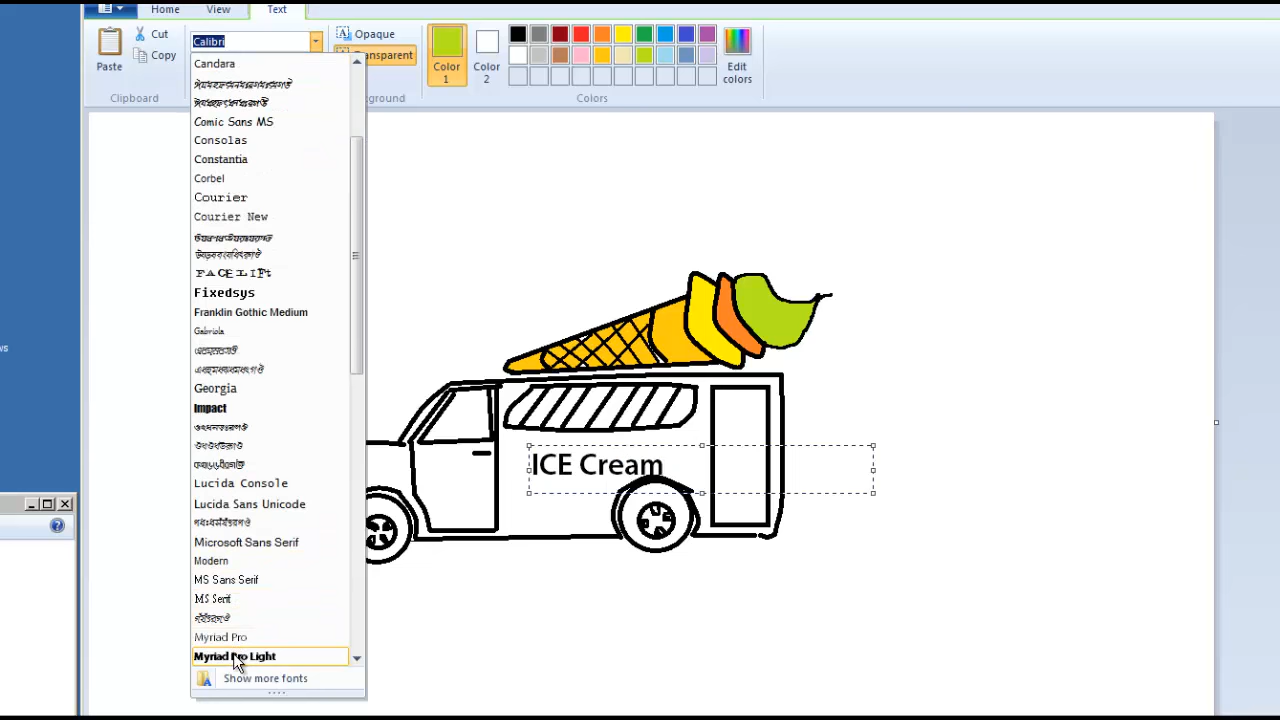 Home View Text
Cut
Copy
Paste
Clipboard
Calibri
Opaque
ransparent
ground
Color 1
Color 2
Edit colors
Colors
Candara
Comic Sans MS
Consolas
Constantia
Corbel
Courier
Courier New
FACELIFt
Fixedsys
Franklin Gothic Medium
Gabriola
Georgia
Impact
Lucida Console
Lucida Sans Unicode
Microsoft Sans Serif
Modern
MS Sans Serif
MS Serif
Myriad Pro
Myriad Pro Light
Show more fonts
ICE Cream
ws